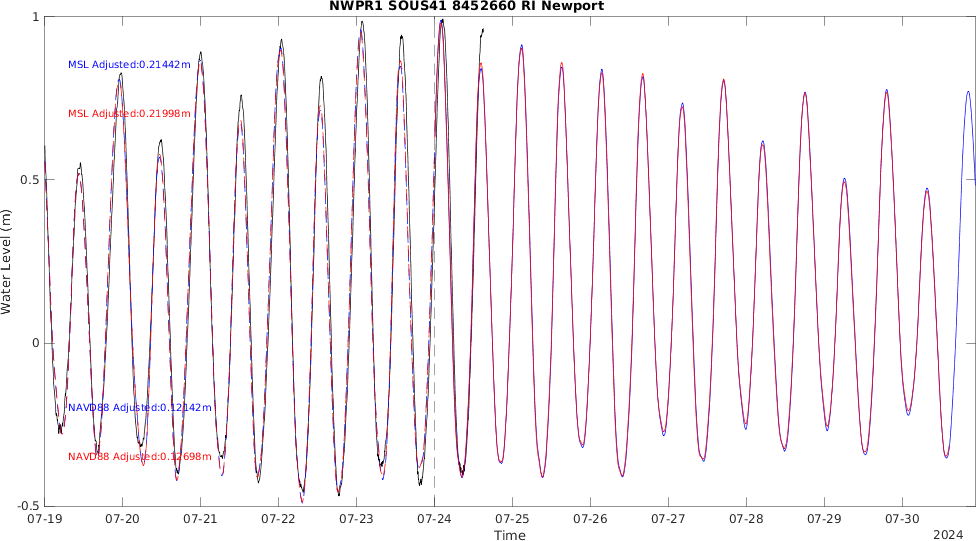 NWPR1 SOUS41 8452660 RI Newport
1
MSL Adjusted:0.21442m
MSL Adjusted:0.21998m
0.5
Water Level (m)
0
NAVD88 Adjusted:0.12142m
NAVD88 Adjusted:0.12698m
-0.5
07-19 07-20 07-21 07-22 07-23 07-24 07-25 07-26 07-27 07-28 07-29 07-30
Time
2024